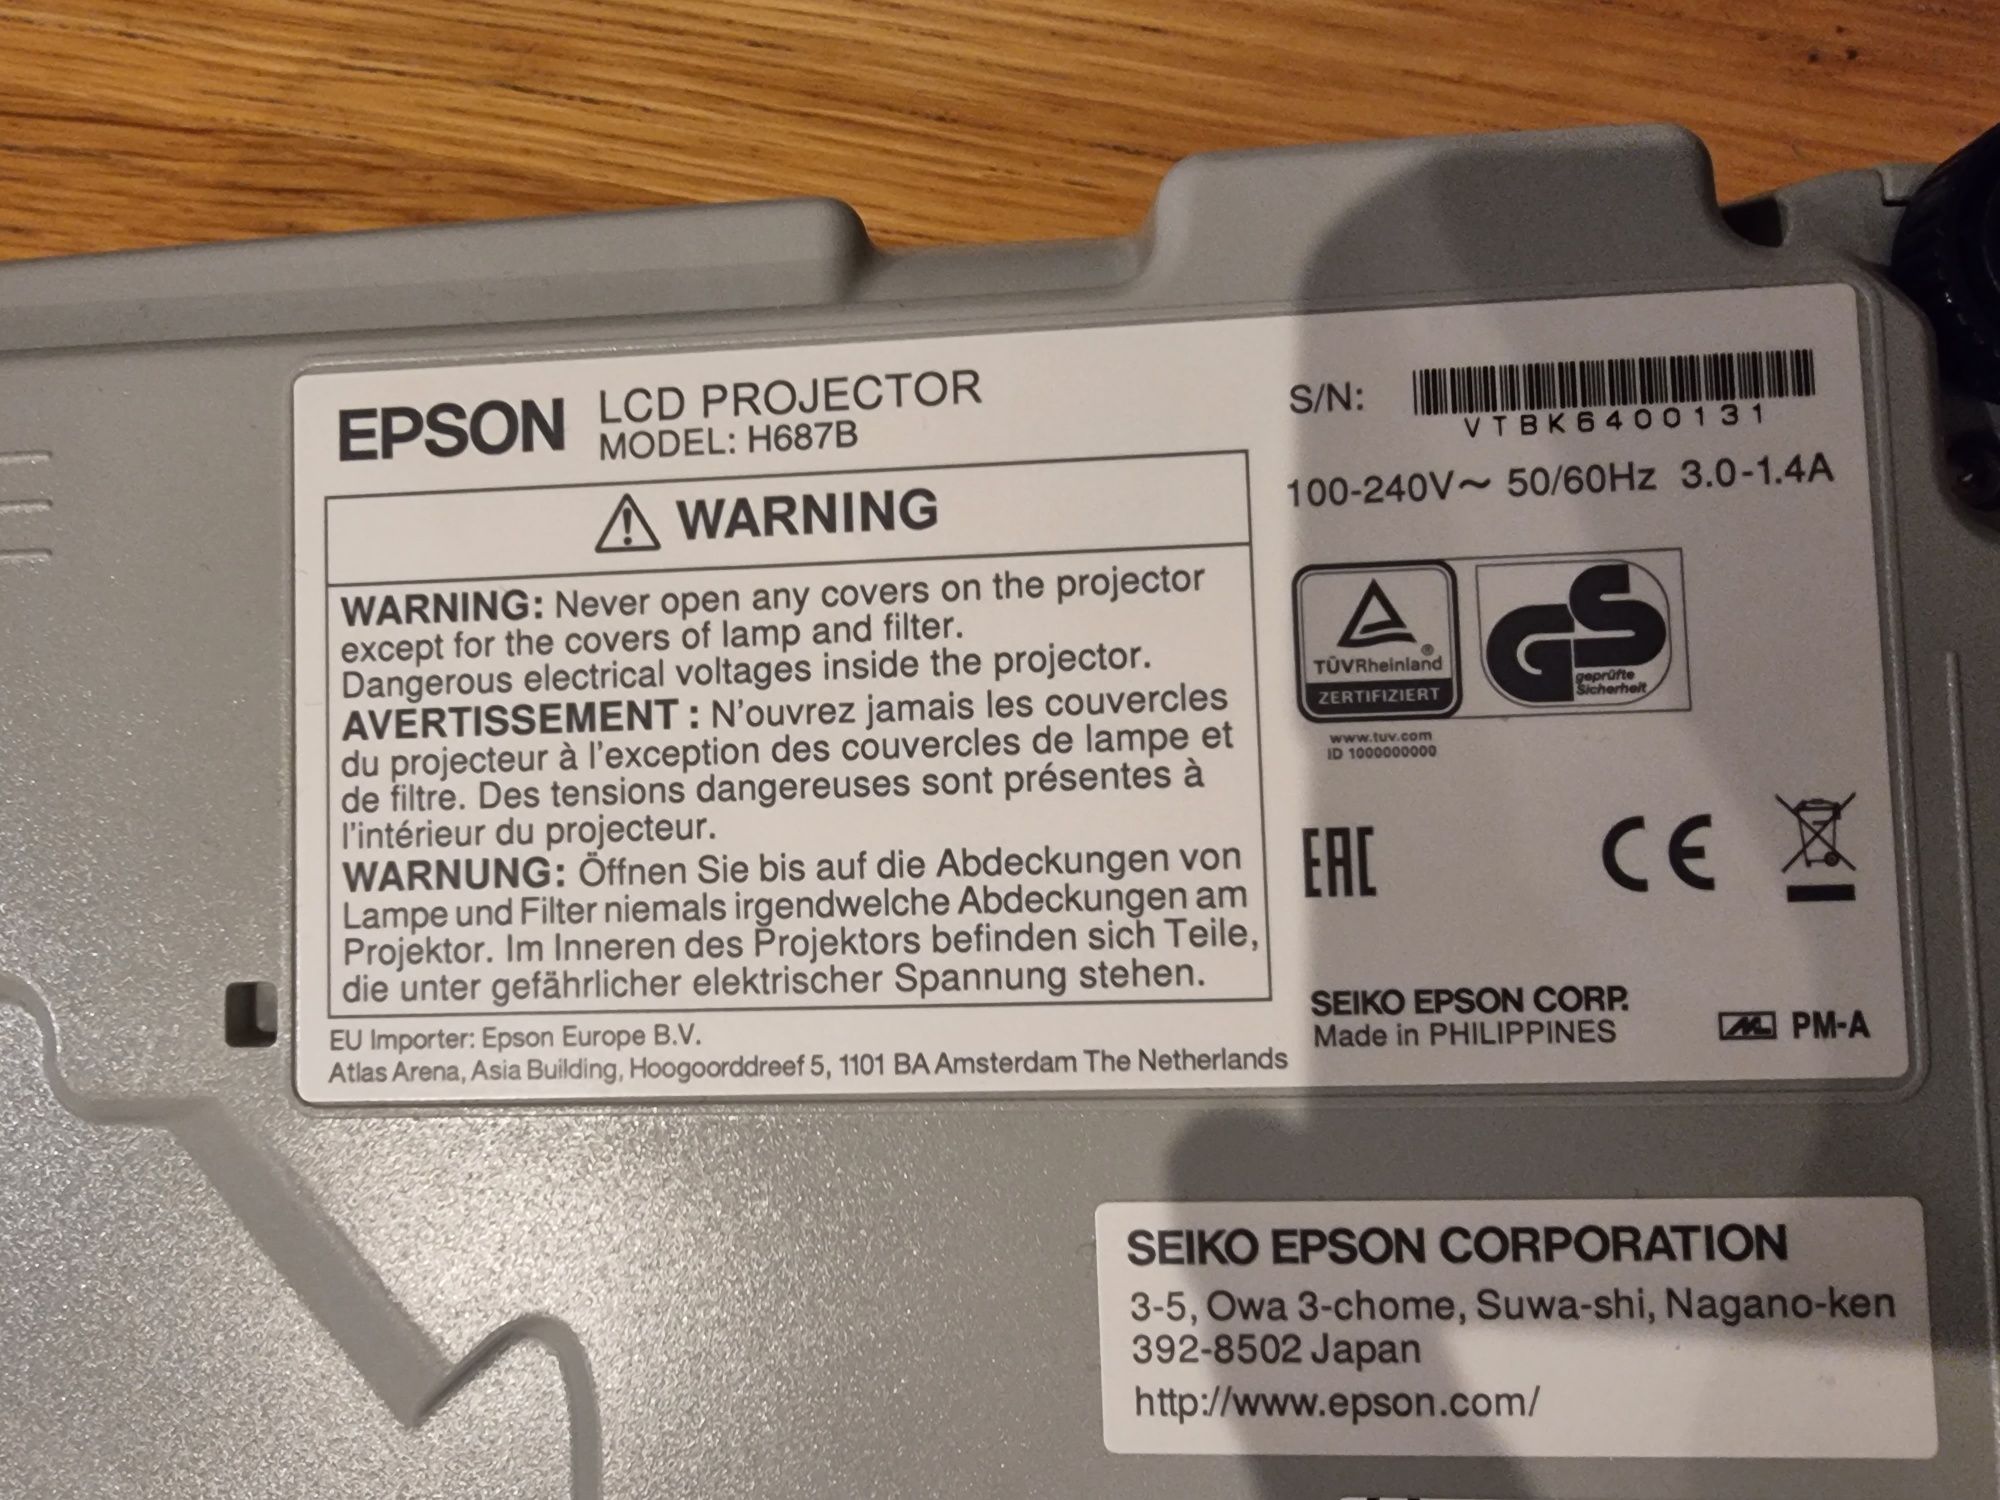 EPSON
LCD PROJECTOR
MODEL: H687B
WARNING
WARNING: Never open any covers on the projector
except for the covers of lamp and filter.
Dangerous electrical voltages inside the projector.
AVERTISSEMENT : N'ouvrez jamais les couvercles
du projecteur à l'exception des couvercles de lampe et
de filtre. Des tensions dangereuses sont présentes à
l'intérieur du projecteur.
WARNUNG: Öffnen Sie bis auf die Abdeckungen von
Lampe und Filter niemals irgendwelche Abdeckungen am
Projektor. Im Inneren des Projektors befinden sich Teile,
die unter gefährlicher elektrischer Spannung stehen.
EU Importer: Epson Europe B.V.
Atlas Arena, Asia Building, Hoogoorddreef 5, 1101 BA Amsterdam The Netherlands
S/N:
VTBK6400131
100-240V~ 50/60Hz 3.0-1.4A
TÜVRheinland®
ZERTIFIZIERT
www.tuv.com
ID 1000000000
GS
geprüfte
Sicherheit
EAC
CE
SEIKO EPSON CORP.
Made in PHILIPPINES
PM-A
SEIKO EPSON CORPORATION
3-5, Owa 3-chome, Suwa-shi, Nagano-ken
392-8502 Japan
http://www.epson.com/